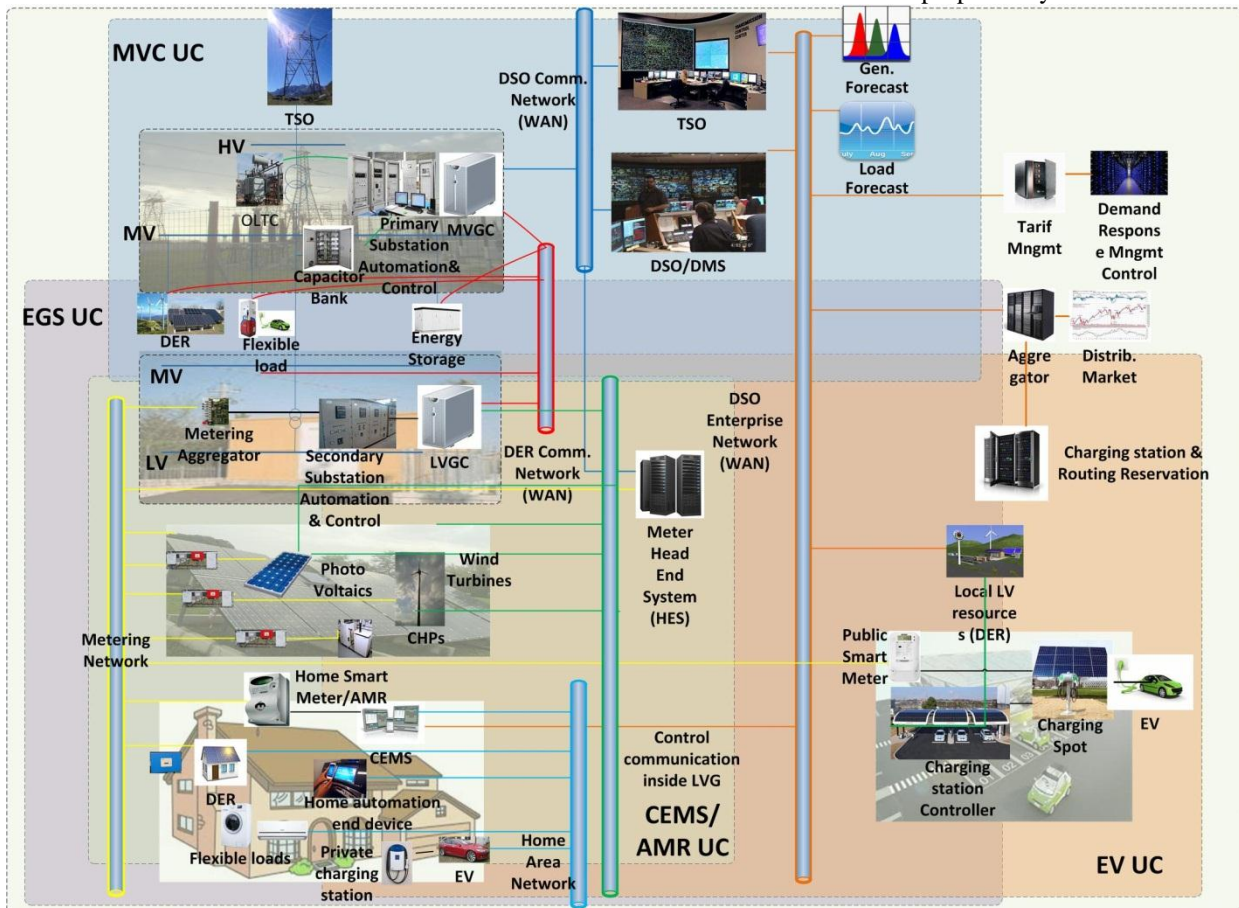 MVC UC
TSO
DSO Comm.
Network
(WAN)
TSO
Gen.
Forecast
Load
Forecast
HV
OLTC
MV
Capacitor
Bank
Primary
Substation
Automation&
Control
MVGC
DSO/DMS
Tarif
Mngmt
Demand
Respons
e Mngmt
Control
EGS UC
DER
Flexible
load
Energy
Storage
Aggre
gator
Distrib.
Market
MV
Metering
Aggregator
LV
Secondary
Substation
Automation
& Control
LVGC
DER Comm.
Network
(WAN)
DSO
Enterprise
Network
(WAN)
Charging station &
Routing Reservation
Meter
Head
End
System
(HES)
Photo
Voltaics
Wind
Turbines
CHPs
Local LV
resource
s (DER)
Metering
Network
Public
Smart
Meter
Home Smart
Meter/AMR
CEMS
Control
communication
inside LVG
Charging
Spot
EV
Charging
station
Controller
DER
Home automation
end device
Flexible loads
Private
charging
station
EV
Home
Area
Network
CEMS/
AMR UC
EV UC